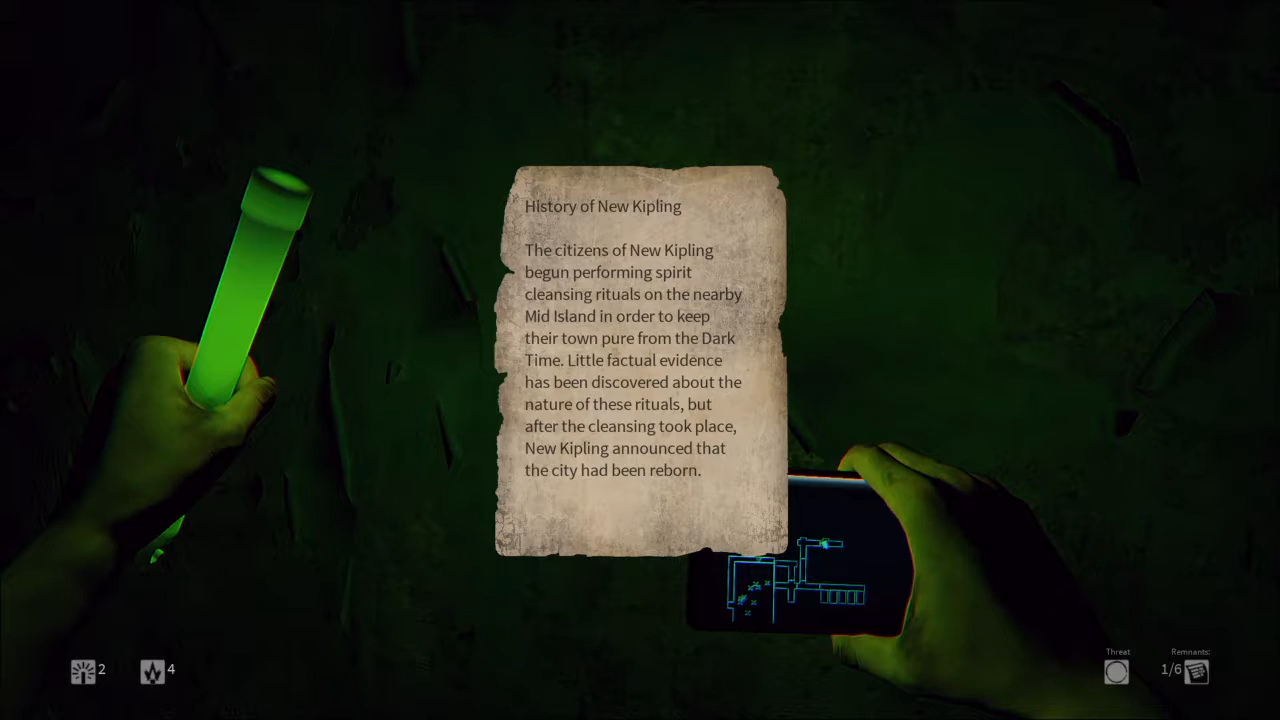 History of New Kipling
The citizens of New Kipling
begun performing spirit
cleansing rituals on the nearby
Mid Island in order to keep
their town pure from the Dark
Time. Little factual evidence
has been discovered about the
nature of these rituals, but
after the cleansing took place,
New Kipling announced that
the city had been reborn.
2
4
Threat
Remnants:
1/6